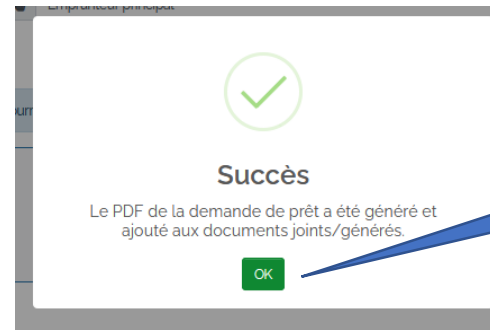 Emprunteur principal
Succès
Le PDF de la demande de prêt a été généré et
ajouté aux documents joints/générés.
OK